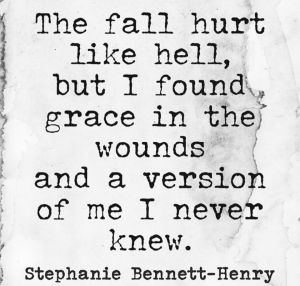 The fall hurt
like hell,
but I found
grace in the
wounds
and a version
of me I never
knew.
Stephanie Bennett-Henry